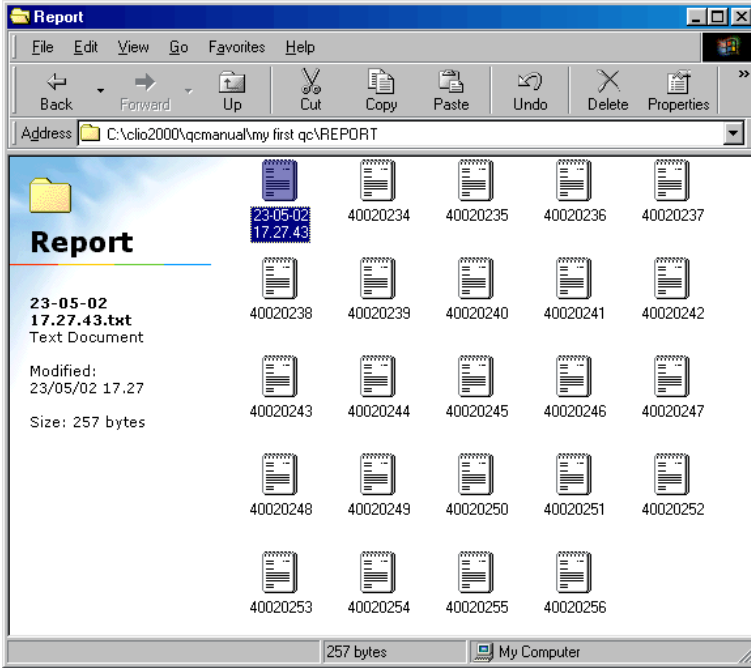 Report
File Edit View Go Favorites Help
Back Forward Up Cut Copy Paste Undo Delete Properties »
Address C:\clio2000\qcmanual\my first qc\REPORT
Report
23-05-02
17.27.43.txt
Text Document
Modified:
23/05/02 17.27
Size: 257 bytes
23-05-02
17.27.43
40020234 40020235 40020236 40020237
40020238 40020239 40020240 40020241 40020242
40020243 40020244 40020245 40020246 40020247
40020248 40020249 40020250 40020251 40020252
40020253 40020254 40020255 40020256
257 bytes My Computer